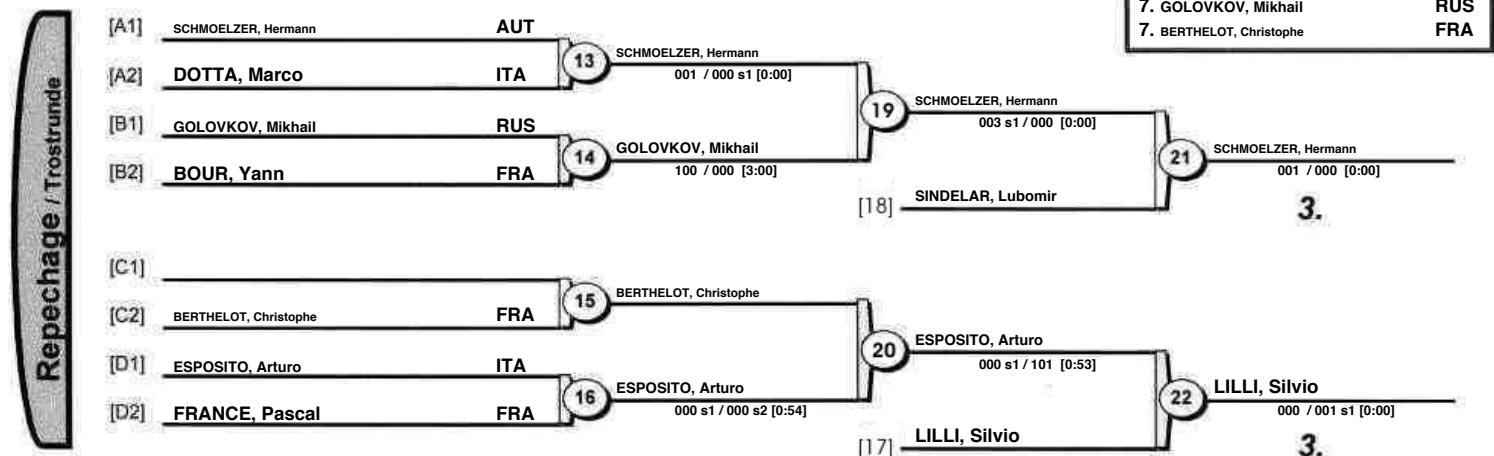 7. GOLOVKOV, Mikhail RUS
7. BERTHELOT, Christophe FRA
Repechage / Trostrunde
[A1] SCHMOELZER, Hermann AUT
[A2] DOTTA, Marco ITA
13 SCHMOELZER, Hermann
001 / 000 s1 [0:00]
[B1] GOLOVKOV, Mikhail RUS
[B2] BOUR, Yann FRA
14 GOLOVKOV, Mikhail
100 / 000 [3:00]
19 SCHMOELZER, Hermann
003 s1 / 000 [0:00]
[18] SINDELAR, Lubomir
21 SCHMOELZER, Hermann
001 / 000 [0:00]
3.
[C1]
[C2] BERTHELOT, Christophe FRA
15 BERTHELOT, Christophe
[D1] ESPOSITO, Arturo ITA
[D2] FRANCE, Pascal FRA
16 ESPOSITO, Arturo
000 s1 / 000 s2 [0:54]
20 ESPOSITO, Arturo
000 s1 / 101 [0:53]
[17] LILLI, Silvio
22 LILLI, Silvio
000 / 001 s1 [0:00]
3.